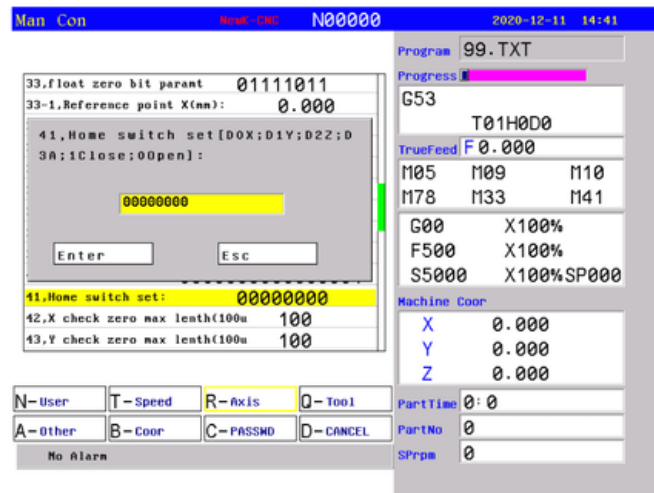 Man Con NewK-CNC N00000 2020-12-11 14:41
Program 99.TXT
Progress
33,float zero bit paramt 01111011
33-1,Reference point X(mm): 0.000
41,Home switch set[D0X;D1Y;D2Z;D
3A;1Close;0Open]:
00000000
Enter Esc
41,Home switch set: 00000000
42,X check zero max lenth(100u 100
43,Y check zero max lenth(100u 100
G53
T01H0D0
TrueFeed F0.000
M05 M09 M10
M78 M33 M41
G00 X100%
F500 X100%
S5000 X100%SP000
Machine Coor
X 0.000
Y 0.000
Z 0.000
N-User T-Speed R-Axis Q-Tool
A-Other B-Coor C-PASSWD D-CANCEL
No Alarm
PartTime 0:0
PartNo 0
SPrpm 0